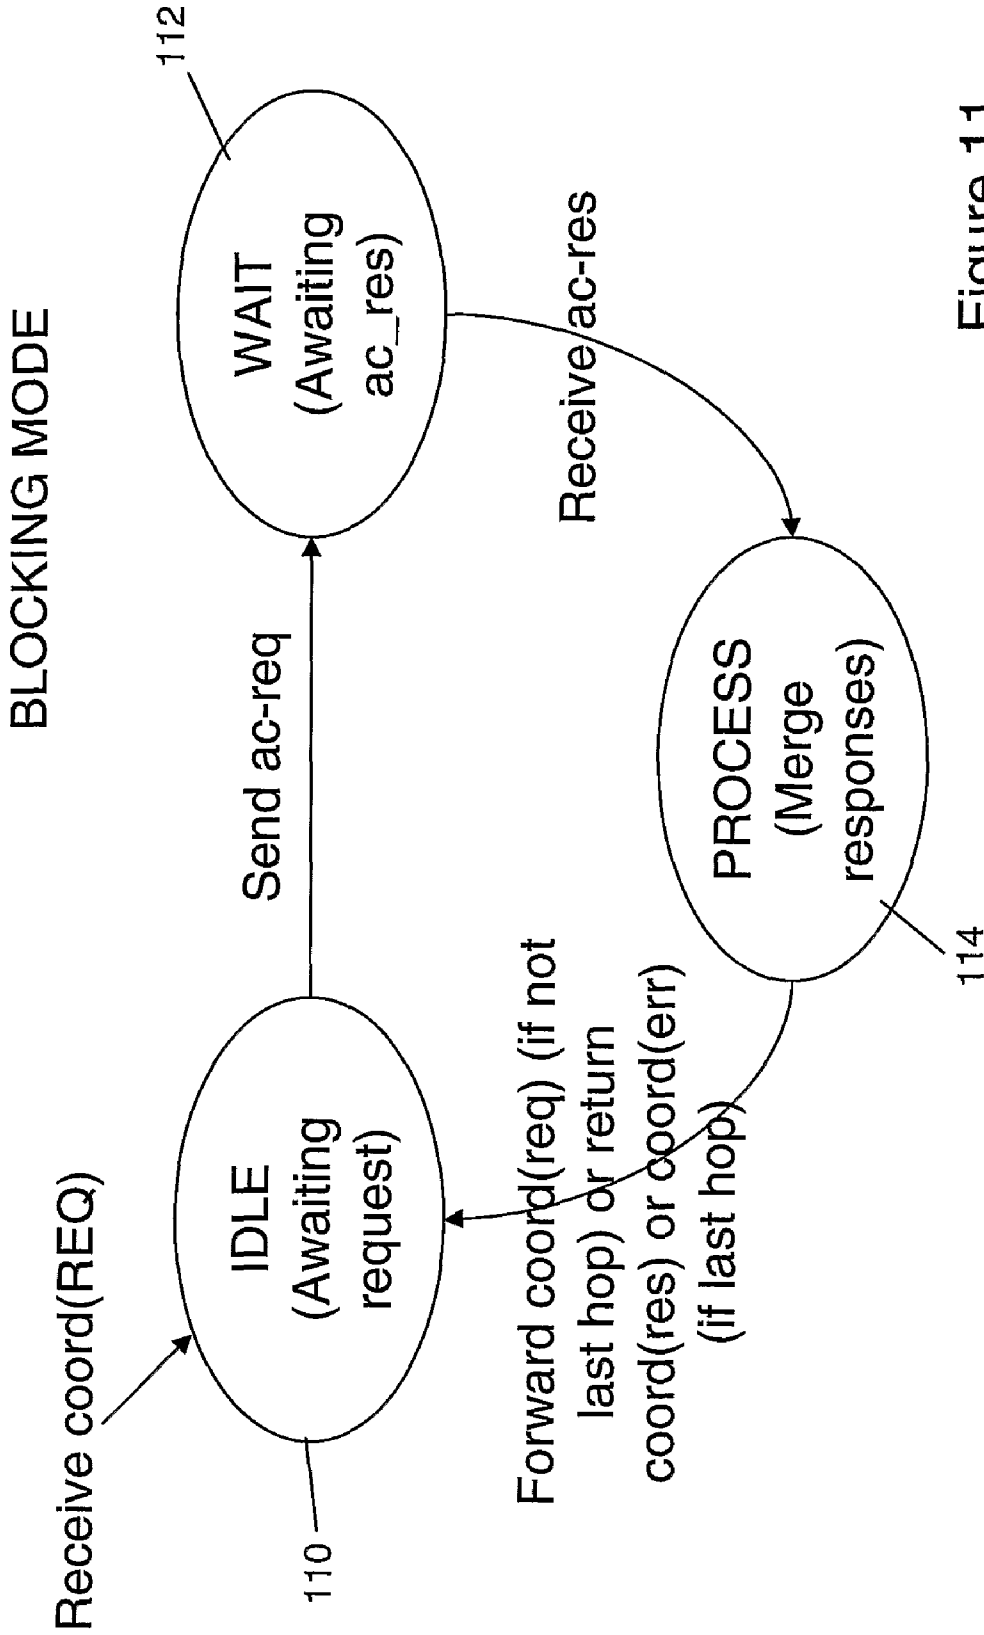 BLOCKING MODE
Receive coord(REQ)
112
IDLE
(Awaiting
request)
Send ac-req
WAIT
(Awaiting
ac_res)
110
Receive ac-res
Forward coord(req) (if not
last hop) or return
coord(res) or coord(err)
(if last hop)
PROCESS
(Merge
responses)
114
Figure 11